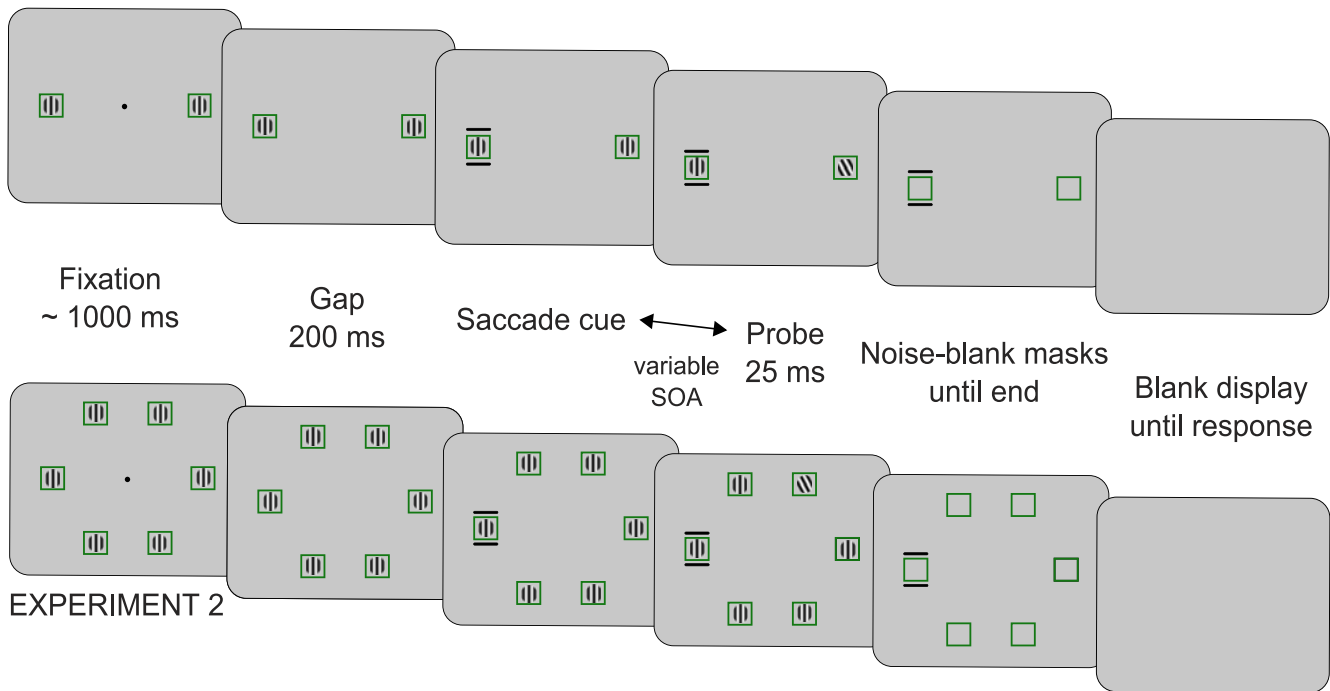 Fixation
~ 1000 ms
Gap
200 ms
Saccade cue
variable
SOA
Probe
25 ms
Noise-blank masks
until end
Blank display
until response
EXPERIMENT 2